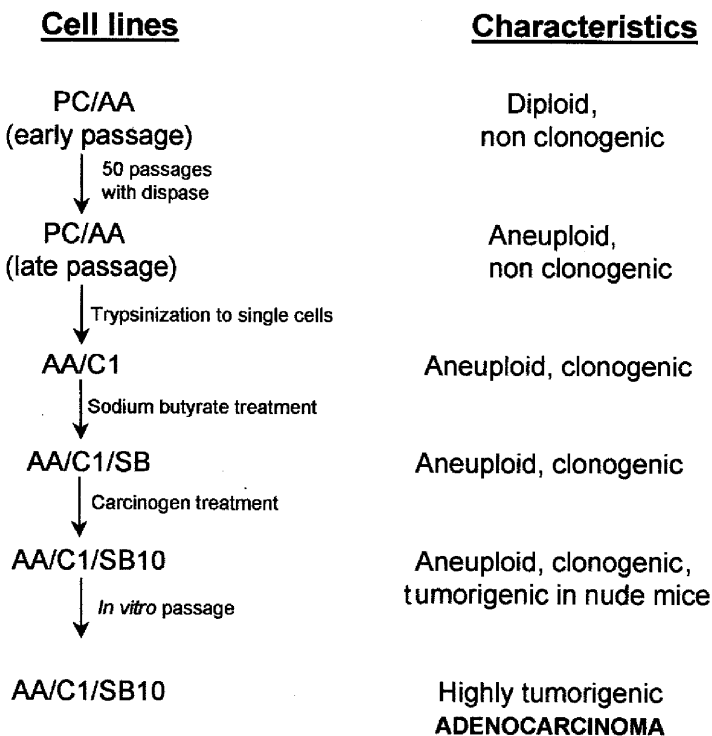 Cell lines
Characteristics
PC/AA
(early passage)
Diploid,
non clonogenic
50 passages
with dispase
PC/AA
(late passage)
Aneuploid,
non clonogenic
Trypsinization to single cells
AA/C1
Aneuploid, clonogenic
Sodium butyrate treatment
AA/C1/SB
Aneuploid, clonogenic
Carcinogen treatment
AA/C1/SB10
Aneuploid, clonogenic,
tumorigenic in nude mice
In vitro passage
AA/C1/SB10
Highly tumorigenic
ADENOCARCINOMA